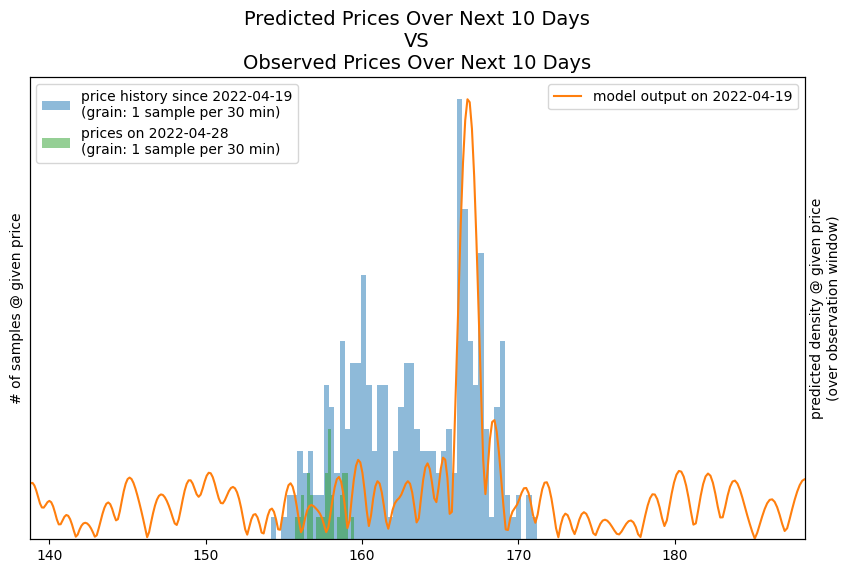 Predicted Prices Over Next 10 Days
VS
Observed Prices Over Next 10 Days
price history since 2022-04-19
(grain: 1 sample per 30 min)
prices on 2022-04-28
(grain: 1 sample per 30 min)
model output on 2022-04-19
# of samples @ given price
predicted density @ given price
(over observation window)
140 150 160 170 180